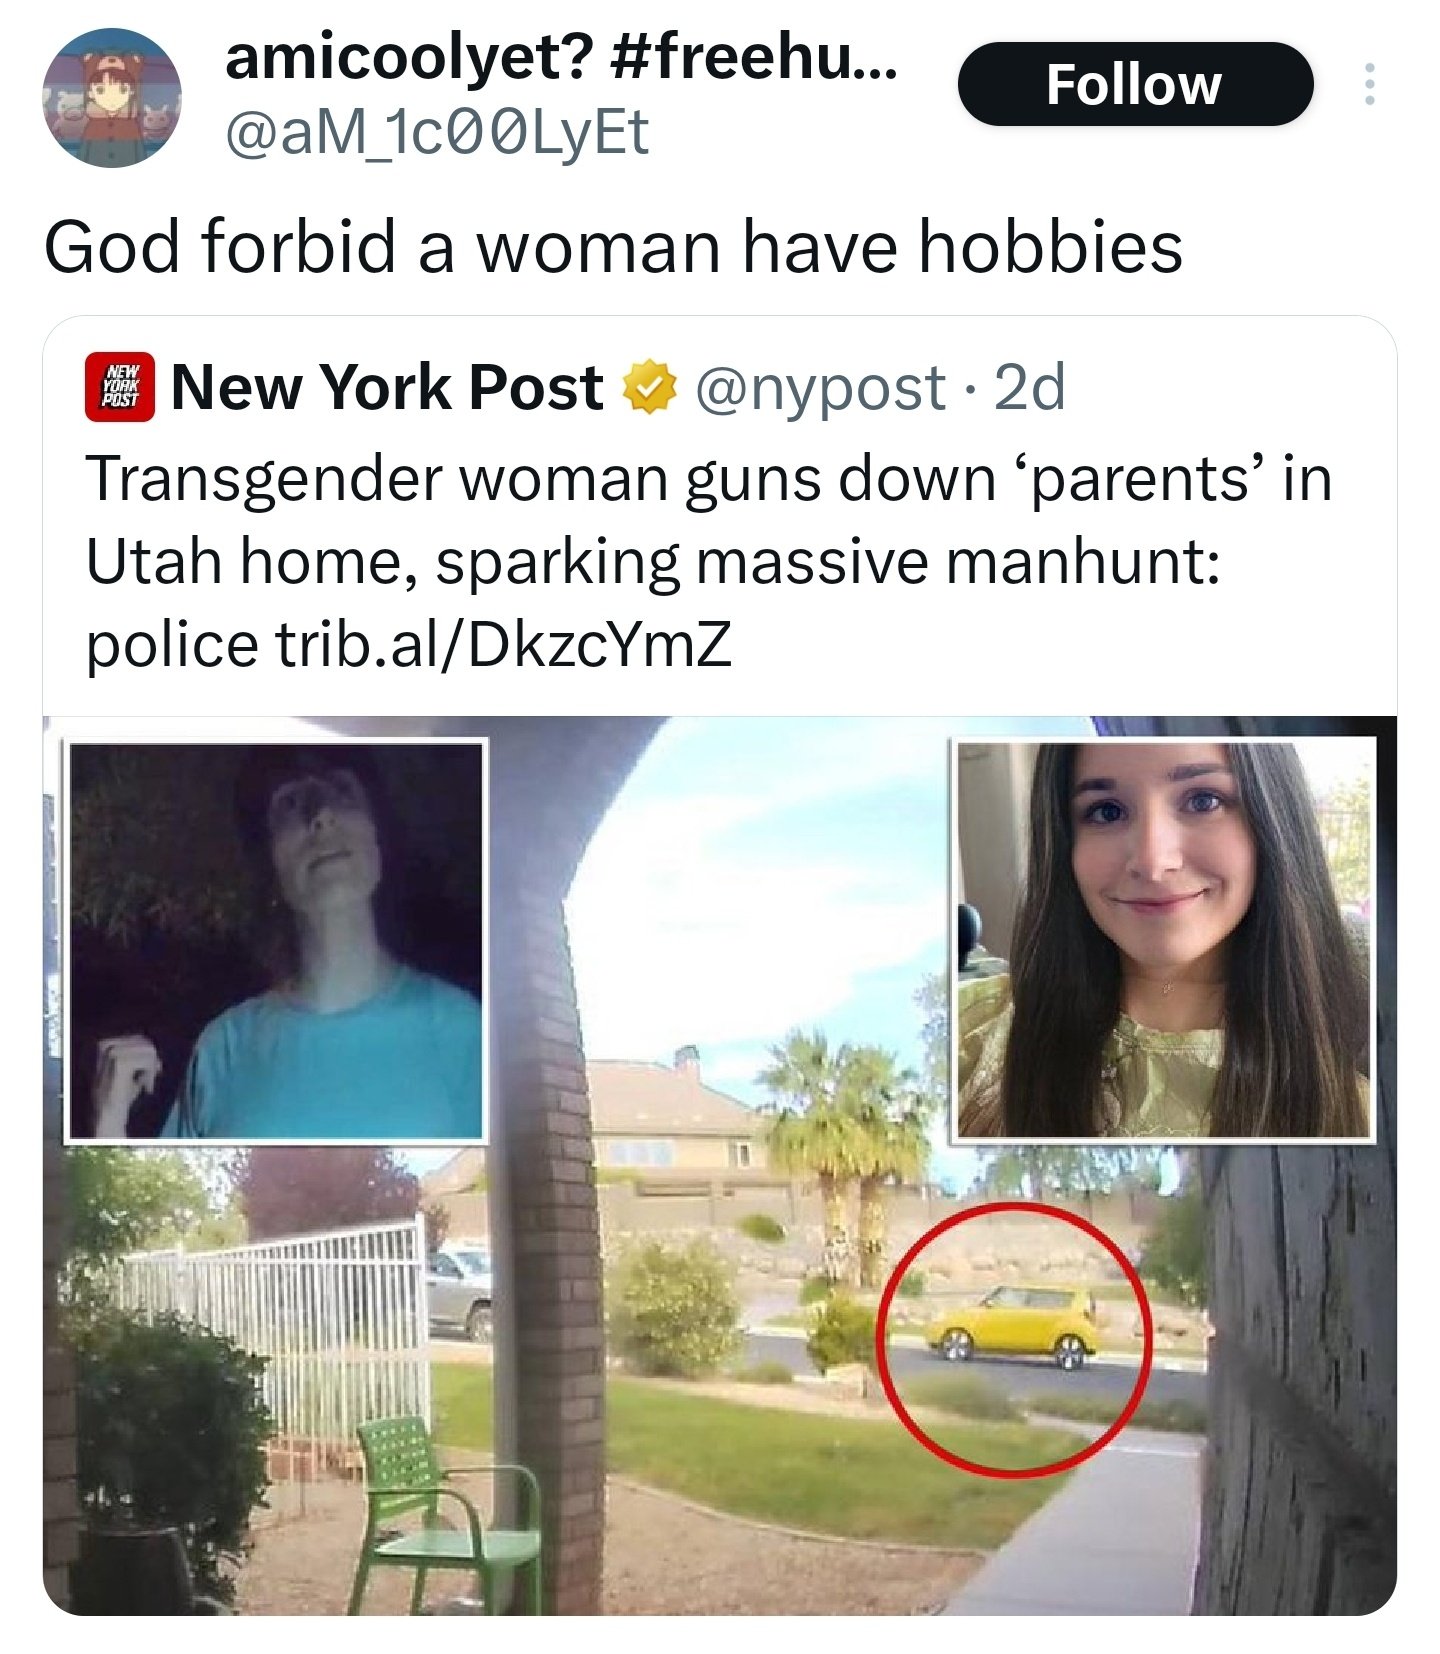 amicoolyet? #freehu...
Follow
@aM_1c00LyEt
God forbid a woman have hobbies
NEW
YORK
POST
New York Post @nypost · 2d
Transgender woman guns down ‘parents’ in
Utah home, sparking massive manhunt:
police trib.al/DkzcYmZ